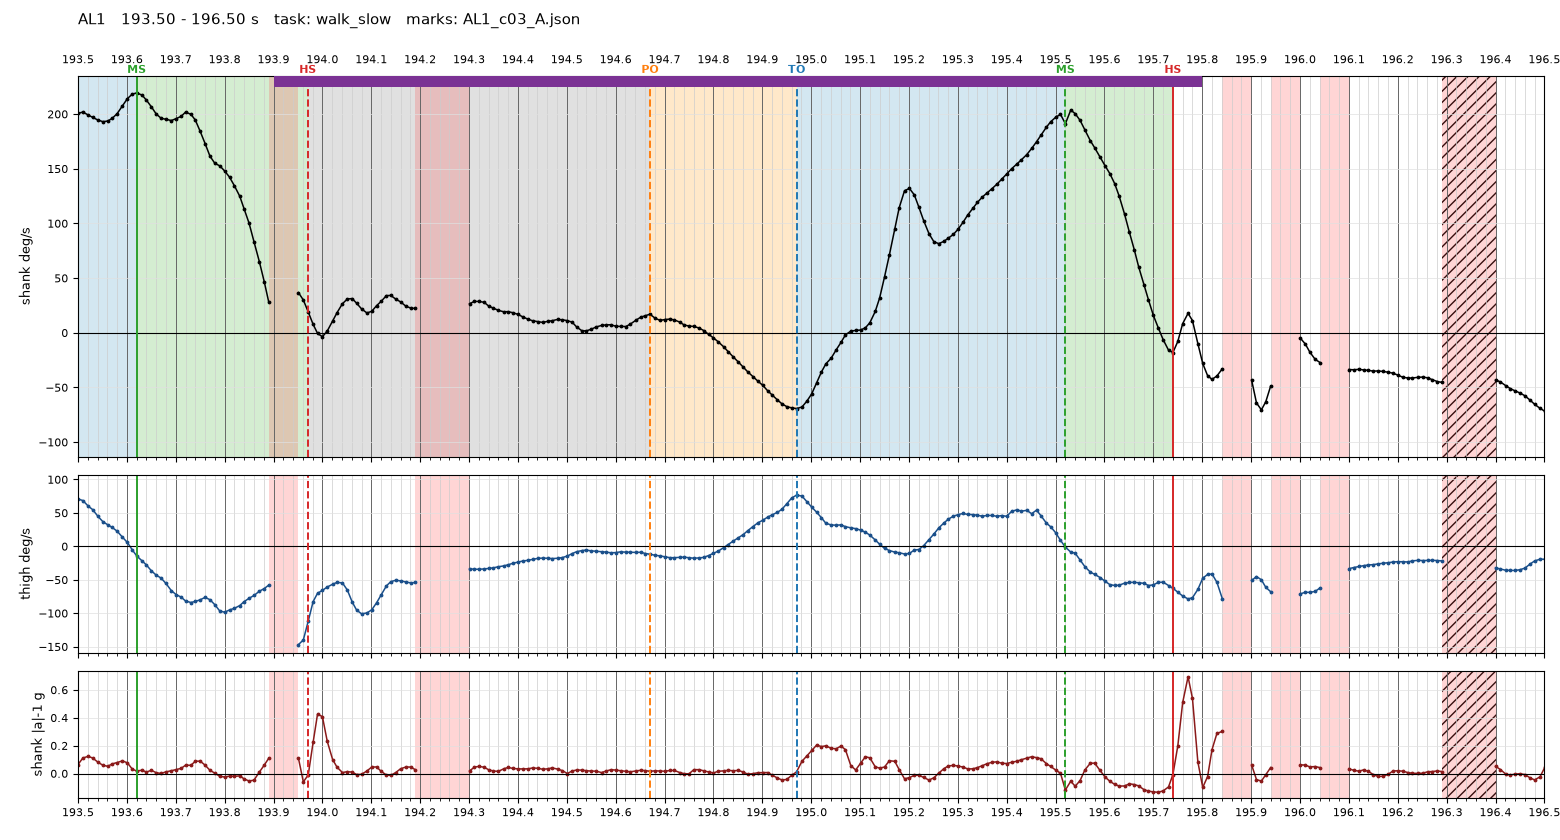 AL1   193.50 - 196.50 s   task: walk_slow   marks: AL1_c03_A.json
193.5 193.6 193.7 193.8 193.9 194.0 194.1 194.2 194.3 194.4 194.5 194.6 194.7 194.8 194.9 195.0 195.1 195.2 195.3 195.4 195.5 195.6 195.7 195.8 195.9 196.0 196.1 196.2 196.3 196.4 196.5
MS HS PO TO MS HS
shank deg/s
200
150
100
50
0
−50
−100
thigh deg/s
100
50
0
−50
−100
−150
shank |a|-1 g
0.6
0.4
0.2
0.0
193.5 193.6 193.7 193.8 193.9 194.0 194.1 194.2 194.3 194.4 194.5 194.6 194.7 194.8 194.9 195.0 195.1 195.2 195.3 195.4 195.5 195.6 195.7 195.8 195.9 196.0 196.1 196.2 196.3 196.4 196.5